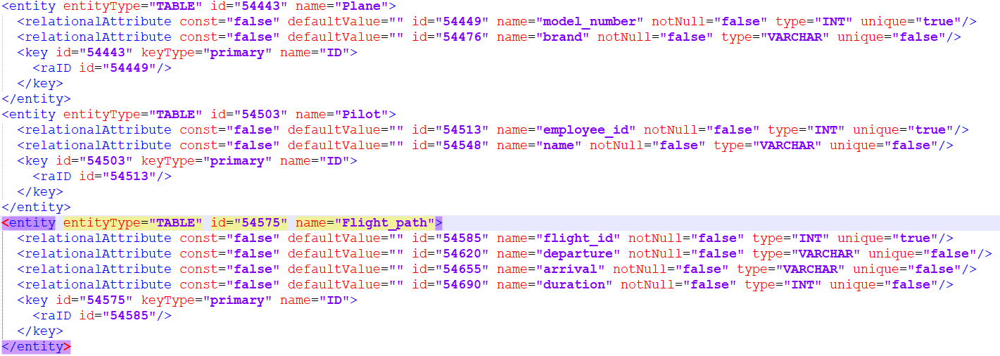 <entity entityType="TABLE" id="54443" name="Plane">
<relationalAttribute const="false" defaultValue="" id="54449" name="model_number" notNull="false" type="INT" unique="true"/>
<relationalAttribute const="false" defaultValue="" id="54476" name="brand" notNull="false" type="VARCHAR" unique="false"/>
<key id="54443" keyType="primary" name="ID">
<raID id="54449"/>
</key>
</entity>
<entity entityType="TABLE" id="54503" name="Pilot">
<relationalAttribute const="false" defaultValue="" id="54513" name="employee_id" notNull="false" type="INT" unique="true"/>
<relationalAttribute const="false" defaultValue="" id="54548" name="name" notNull="false" type="VARCHAR" unique="false"/>
<key id="54503" keyType="primary" name="ID">
<raID id="54513"/>
</key>
</entity>
<entity entityType="TABLE" id="54575" name="Flight_path">
<relationalAttribute const="false" defaultValue="" id="54585" name="flight_id" notNull="false" type="INT" unique="true"/>
<relationalAttribute const="false" defaultValue="" id="54620" name="departure" notNull="false" type="VARCHAR" unique="false"/>
<relationalAttribute const="false" defaultValue="" id="54655" name="arrival" notNull="false" type="VARCHAR" unique="false"/>
<relationalAttribute const="false" defaultValue="" id="54690" name="duration" notNull="false" type="INT" unique="false"/>
<key id="54575" keyType="primary" name="ID">
<raID id="54585"/>
</key>
</entity>